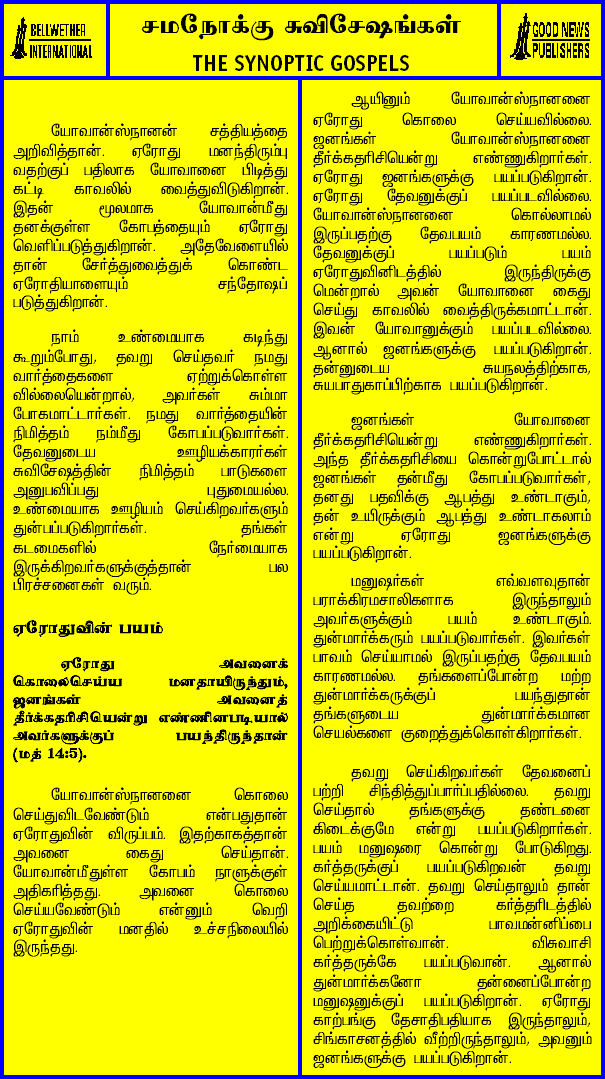 BELLWETHER
INTERNATIONAL
சமநோக்கு சுவிசேஷங்கள்
THE SYNOPTIC GOSPELS
GOOD NEWS
PUBLISHERS
யோவான்ஸ்நானன் சத்தியத்தை
அறிவித்தான். ஏரோது மனந்திரும்பு
வதற்குப் பதிலாக யோவானை பிடித்து
கட்டி காவலில் வைத்துவிடுகிறான்.
இதன் மூலமாக யோவான்மீது
தனக்குள்ள கோபத்தையும் ஏரோது
வெளிப்படுத்துகிறான். அதேவேளையில்
தான் சேர்த்துவைத்துக் கொண்ட
ஏரோதியாளையும் சந்தோஷப்
படுத்துகிறான்.
நாம் உண்மையாக கடிந்து
கூறும்போது, தவறு செய்தவர் நமது
வார்த்தைகளை ஏற்றுக்கொள்ள
வில்லையென்றால், அவர்கள் சும்மா
போகமாட்டார்கள். நமது வார்த்தையின்
நிமித்தம் நம்மீது கோபப்படுவார்கள்.
தேவனுடைய ஊழியக்காரர்கள்
சுவிசேஷத்தின் நிமித்தம் பாடுகளை
அனுபவிப்பது புதுமையல்ல.
உண்மையாக ஊழியம் செய்கிறவர்களும்
துன்பப்படுகிறார்கள். தங்கள்
கடமைகளில் நேர்மையாக
இருக்கிறவர்களுக்குத்தான் பல
பிரச்சனைகள் வரும்.
ஏரோதுவின் பயம்
ஏரோது அவனைக்
கொலைசெய்ய மனதாயிருந்தும்,
ஜனங்கள் அவனைத்
தீர்க்கதரிசியென்று எண்ணினபடியால்
அவர்களுக்குப் பயந்திருந்தான்
(மத் 14:5).
யோவான்ஸ்நானனை கொலை
செய்துவிடவேண்டும் என்பதுதான்
ஏரோதுவின் விருப்பம். இதற்காகத்தான்
அவனை கைது செய்தான்.
யோவான்மீதுள்ள கோபம் நாளுக்குள்
அதிகரித்தது. அவனை கொலை
செய்யவேண்டும் என்னும் வெறி
ஏரோதுவின் மனதில் உச்சநிலையில்
இருந்தது.
ஆயினும் யோவான்ஸ்நானனை
ஏரோது கொலை செய்யவில்லை.
ஜனங்கள் யோவான்ஸ்நானனை
தீர்க்கதரிசியென்று எண்ணுகிறார்கள்.
ஏரோது ஜனங்களுக்கு பயப்படுகிறான்.
ஏரோது தேவனுக்குப் பயப்படவில்லை.
யோவான்ஸ்நானனை கொல்லாமல்
இருப்பதற்கு தேவபயம் காரணமல்ல.
தேவனுக்குப் பயப்படும் பயம்
ஏரோதுவினிடத்தில் இருந்திருக்கு
மென்றால் அவன் யோவானை கைது
செய்து காவலில் வைத்திருக்கமாட்டான்.
இவன் யோவானுக்கும் பயப்படவில்லை.
ஆனால் ஜனங்களுக்கு பயப்படுகிறான்.
தன்னுடைய சுயநலத்திற்காக,
சுயபாதுகாப்பிற்காக பயப்படுகிறான்.
ஜனங்கள் யோவானை
தீர்க்கதரிசியென்று எண்ணுகிறார்கள்.
அந்த தீர்க்கதரிசியை கொன்றுபோட்டால்
ஜனங்கள் தன்மீது கோபப்படுவார்கள்,
தனது பதவிக்கு ஆபத்து உண்டாகும்,
தன் உயிருக்கும் ஆபத்து உண்டாகலாம்
என்று ஏரோது ஜனங்களுக்கு
பயப்படுகிறான்.
மனுஷர்கள் எவ்வளவுதான்
பராக்கிரமசாலிகளாக இருந்தாலும்
அவர்களுக்கும் பயம் உண்டாகும்.
துன்மார்க்கரும் பயப்படுவார்கள். இவர்கள்
பாவம் செய்யாமல் இருப்பதற்கு தேவபயம்
காரணமல்ல. தங்களைப்போன்ற மற்ற
துன்மார்க்கருக்குப் பயந்துதான்
தங்களுடைய துன்மார்க்கமான
செயல்களை குறைத்துக்கொள்கிறார்கள்.
தவறு செய்கிறவர்கள் தேவனைப்
பற்றி சிந்தித்துப்பார்ப்பதில்லை. தவறு
செய்தால் தங்களுக்கு தண்டனை
கிடைக்குமே என்று பயப்படுகிறார்கள்.
பயம் மனுஷரை கொன்று போடுகிறது.
கர்த்தருக்குப் பயப்படுகிறவன் தவறு
செய்யமாட்டான். தவறு செய்தாலும் தான்
செய்த தவற்றை கர்த்தரிடத்தில்
அறிக்கையிட்டு பாவமன்னிப்பை
பெற்றுக்கொள்வான். விசுவாசி
கர்த்தருக்கே பயப்படுவான். ஆனால்
துன்மார்க்கனோ தன்னைப்போன்ற
மனுஷனுக்குப் பயப்படுகிறான். ஏரோது
காற்பங்கு தேசாதிபதியாக இருந்தாலும்,
சிங்காசனத்தில் வீற்றிருந்தாலும், அவனும்
ஜனங்களுக்கு பயப்படுகிறான்.